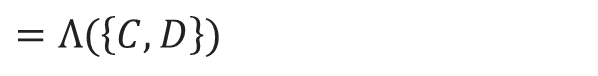 = Λ({C, D})